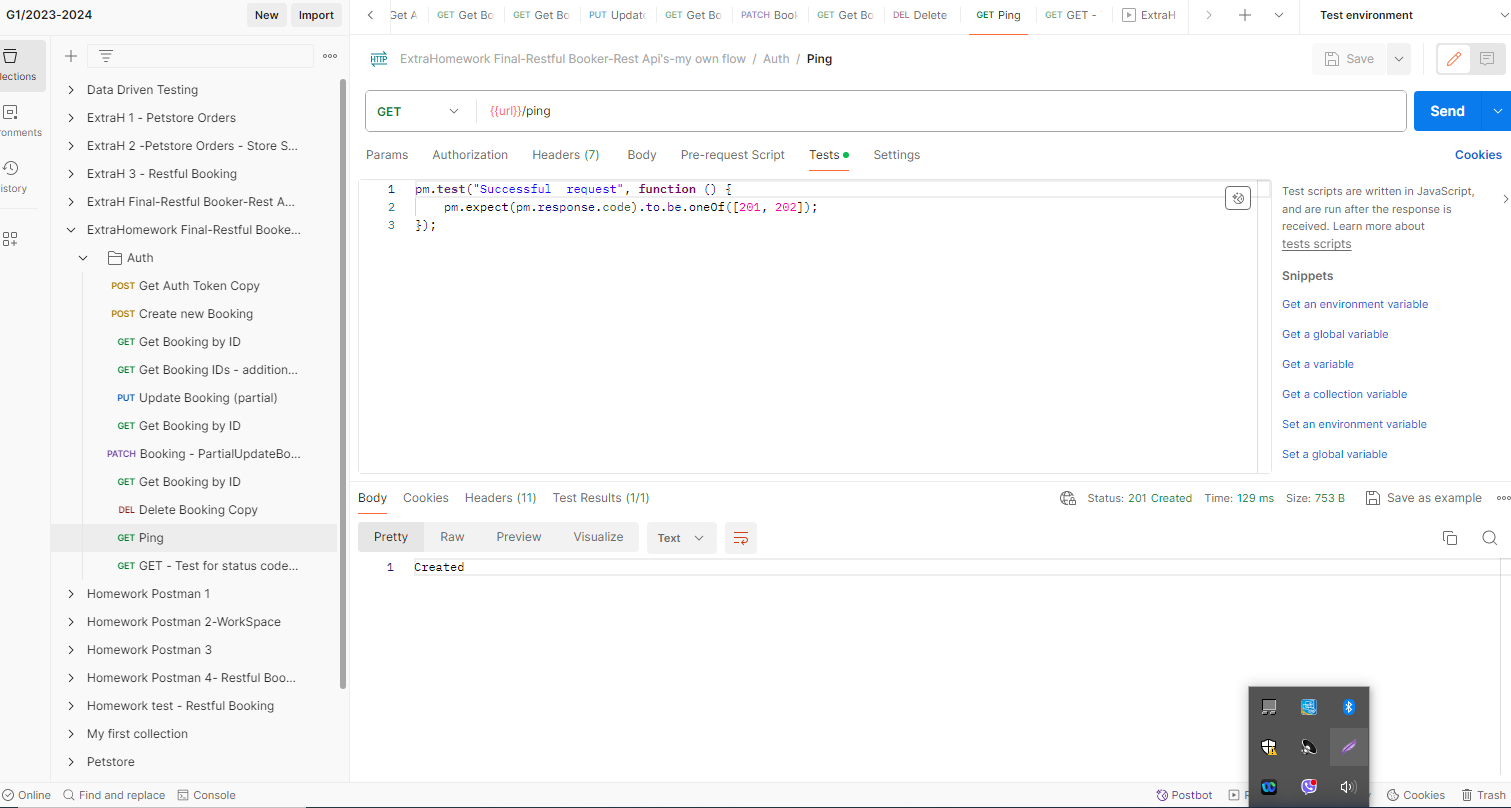 G1/2023-2024 New Import
Get A GET Get Bo GET Get Bo PUT Update GET Get Bo PATCH Book GET Get Bo DEL Delete GET Ping GET GET - ExtraH Test environment
lections
ronments
istory
Data Driven Testing
ExtraH 1 - Petstore Orders
ExtraH 2 -Petstore Orders - Store S...
ExtraH 3 - Restful Booking
ExtraH Final-Restful Booker-Rest A...
ExtraHomework Final-Restful Booke...
Auth
POST Get Auth Token Copy
POST Create new Booking
GET Get Booking by ID
GET Get Booking IDs - addition...
PUT Update Booking (partial)
GET Get Booking by ID
PATCH Booking - PartialUpdateBo...
GET Get Booking by ID
DEL Delete Booking Copy
GET Ping
GET GET - Test for status code...
Homework Postman 1
Homework Postman 2-WorkSpace
Homework Postman 3
Homework Postman 4- Restful Boo...
Homework test - Restful Booking
My first collection
Petstore
HTTP ExtraHomework Final-Restful Booker-Rest Api's-my own flow / Auth / Ping Save
GET {{url}}/ping Send
Params Authorization Headers (7) Body Pre-request Script Tests Settings Cookies
1 pm.test("Successful  request", function () {
2     pm.expect(pm.response.code).to.be.oneOf([201, 202]);
3 });
Test scripts are written in JavaScript,
and are run after the response is
received. Learn more about
tests scripts
Snippets
Get an environment variable
Get a global variable
Get a variable
Get a collection variable
Set an environment variable
Set a global variable
Body Cookies Headers (11) Test Results (1/1) Status: 201 Created Time: 129 ms Size: 753 B Save as example
Pretty Raw Preview Visualize Text
1 Created
Online Find and replace Console Postbot Cookies Trash